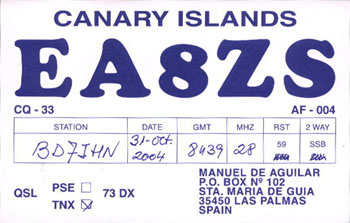 CANARY ISLANDS
EA8ZS
CQ - 33 AF - 004
STATION DATE GMT MHZ RST 2 WAY
BD7IHN 31-Oct. 2004 8439 28 59 SSB
QSL PSE 73 DX
TNX X
MANUEL DE AGUILAR
P.O. BOX Nº 102
STA. MARIA DE GUIA
35450 LAS PALMAS
SPAIN